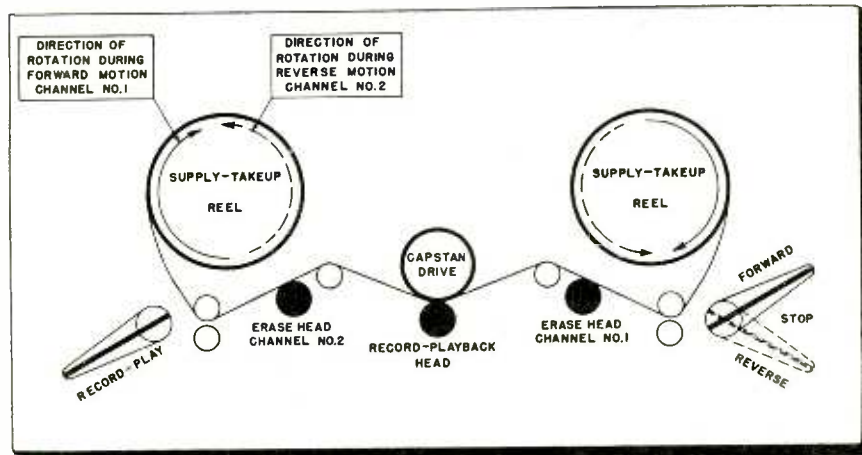 DIRECTION OF
ROTATION DURING
FORWARD MOTION
CHANNEL NO.1
DIRECTION OF
ROTATION DURING
REVERSE MOTION
CHANNEL NO.2
SUPPLY-TAKEUP
REEL
SUPPLY-TAKEUP
REEL
CAPSTAN
DRIVE
FORWARD
STOP
REVERSE
RECORD-PLAY
ERASE HEAD
CHANNEL NO.2
RECORD-PLAYBACK
HEAD
ERASE HEAD
CHANNEL NO.1